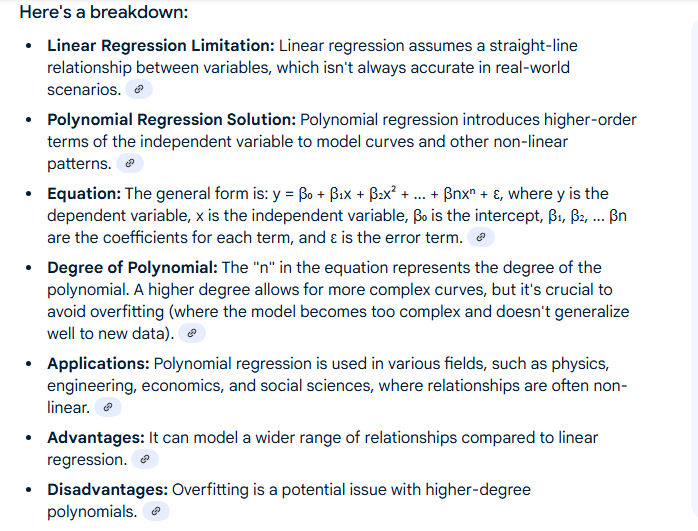 Here's a breakdown:
• Linear Regression Limitation: Linear regression assumes a straight-line
relationship between variables, which isn't always accurate in real-world
scenarios.
• Polynomial Regression Solution: Polynomial regression introduces higher-order
terms of the independent variable to model curves and other non-linear
patterns.
• Equation: The general form is: y = β₀ + β₁x + β₂x² + ... + βnxⁿ + ε, where y is the
dependent variable, x is the independent variable, β₀ is the intercept, β₁, β₂, ... βn
are the coefficients for each term, and ε is the error term.
• Degree of Polynomial: The "n" in the equation represents the degree of the
polynomial. A higher degree allows for more complex curves, but it's crucial to
avoid overfitting (where the model becomes too complex and doesn't generalize
well to new data).
• Applications: Polynomial regression is used in various fields, such as physics,
engineering, economics, and social sciences, where relationships are often non-
linear.
• Advantages: It can model a wider range of relationships compared to linear
regression.
• Disadvantages: Overfitting is a potential issue with higher-degree
polynomials.